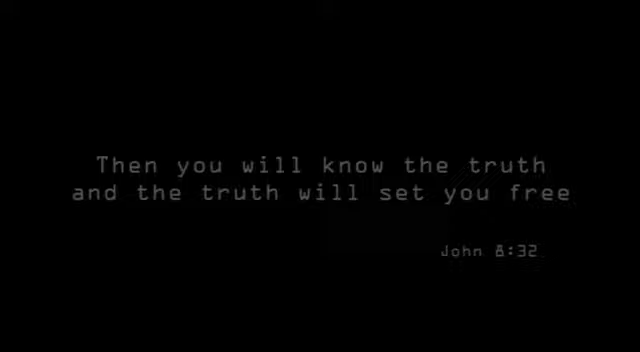 Then you will know the truth
and the truth will set you free
John 8:32